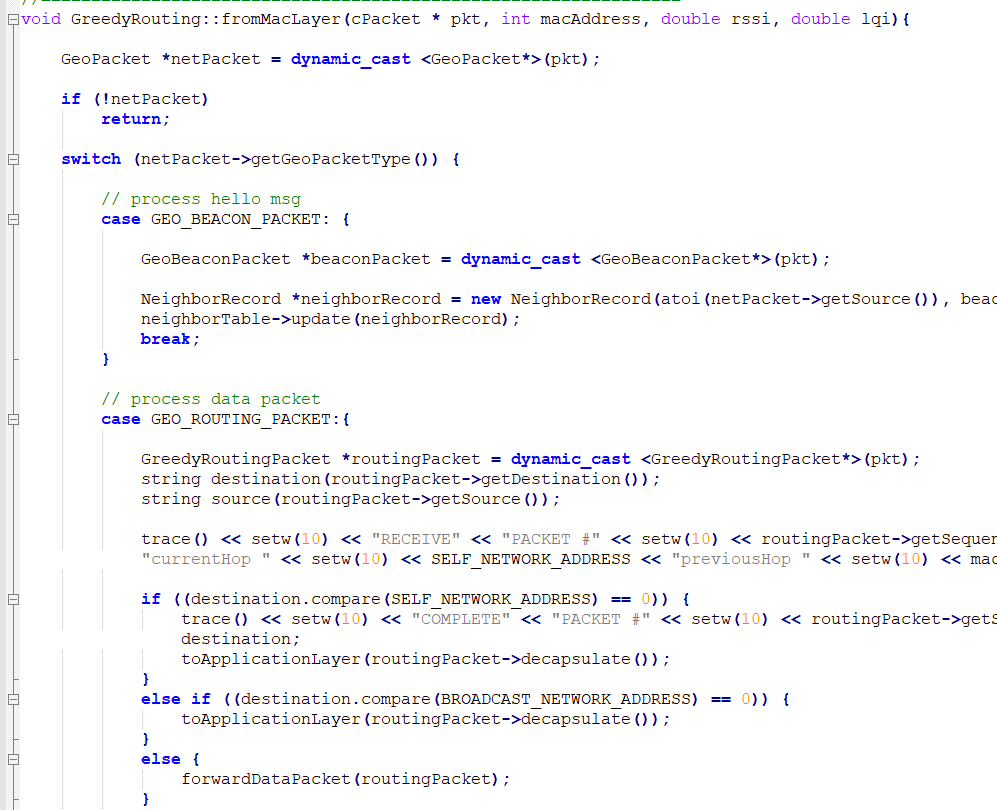 //================================================================
void GreedyRouting::fromMacLayer(cPacket * pkt, int macAddress, double rssi, double lqi){
GeoPacket *netPacket = dynamic_cast <GeoPacket*>(pkt);
if (!netPacket)
return;
switch (netPacket->getGeoPacketType()) {
// process hello msg
case GEO_BEACON_PACKET: {
GeoBeaconPacket *beaconPacket = dynamic_cast <GeoBeaconPacket*>(pkt);
NeighborRecord *neighborRecord = new NeighborRecord(atoi(netPacket->getSource()), beac
neighborTable->update(neighborRecord);
break;
}
// process data packet
case GEO_ROUTING_PACKET:{
GreedyRoutingPacket *routingPacket = dynamic_cast <GreedyRoutingPacket*>(pkt);
string destination(routingPacket->getDestination());
string source(routingPacket->getSource());
trace() << setw(10) << "RECEIVE" << "PACKET #" << setw(10) << routingPacket->getSequen
"currentHop " << setw(10) << SELF_NETWORK_ADDRESS << "previousHop " << setw(10) << mac
if ((destination.compare(SELF_NETWORK_ADDRESS) == 0)) {
trace() << setw(10) << "COMPLETE" << "PACKET #" << setw(10) << routingPacket->getS
destination;
toApplicationLayer(routingPacket->decapsulate());
}
else if ((destination.compare(BROADCAST_NETWORK_ADDRESS) == 0)) {
toApplicationLayer(routingPacket->decapsulate());
}
else {
forwardDataPacket(routingPacket);
}